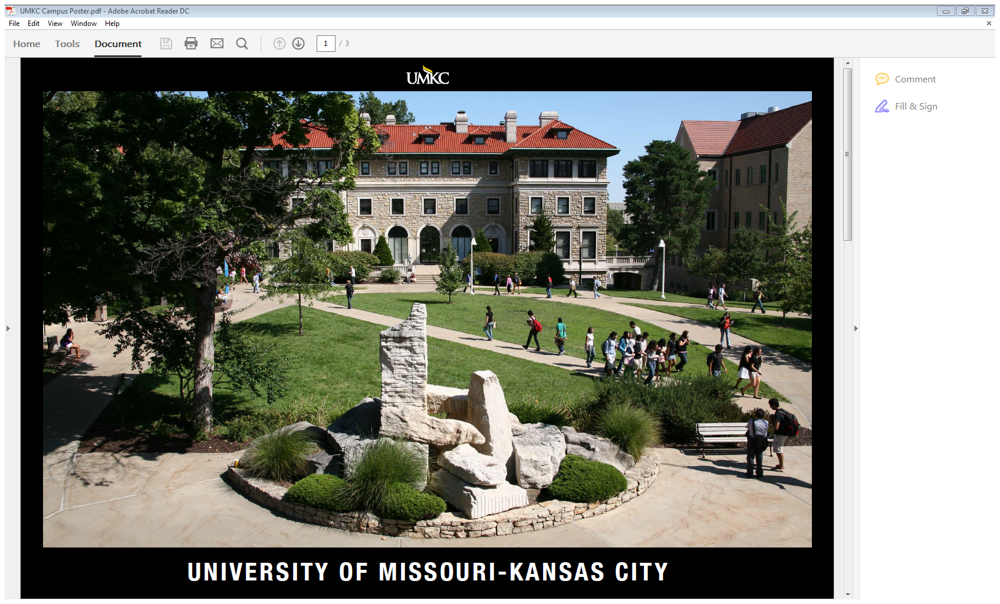 UMKC Campus Poster.pdf - Adobe Acrobat Reader DC
File Edit View Window Help
Home Tools Document 1 / 3
UMKC
Comment
Fill & Sign
UNIVERSITY OF MISSOURI-KANSAS CITY